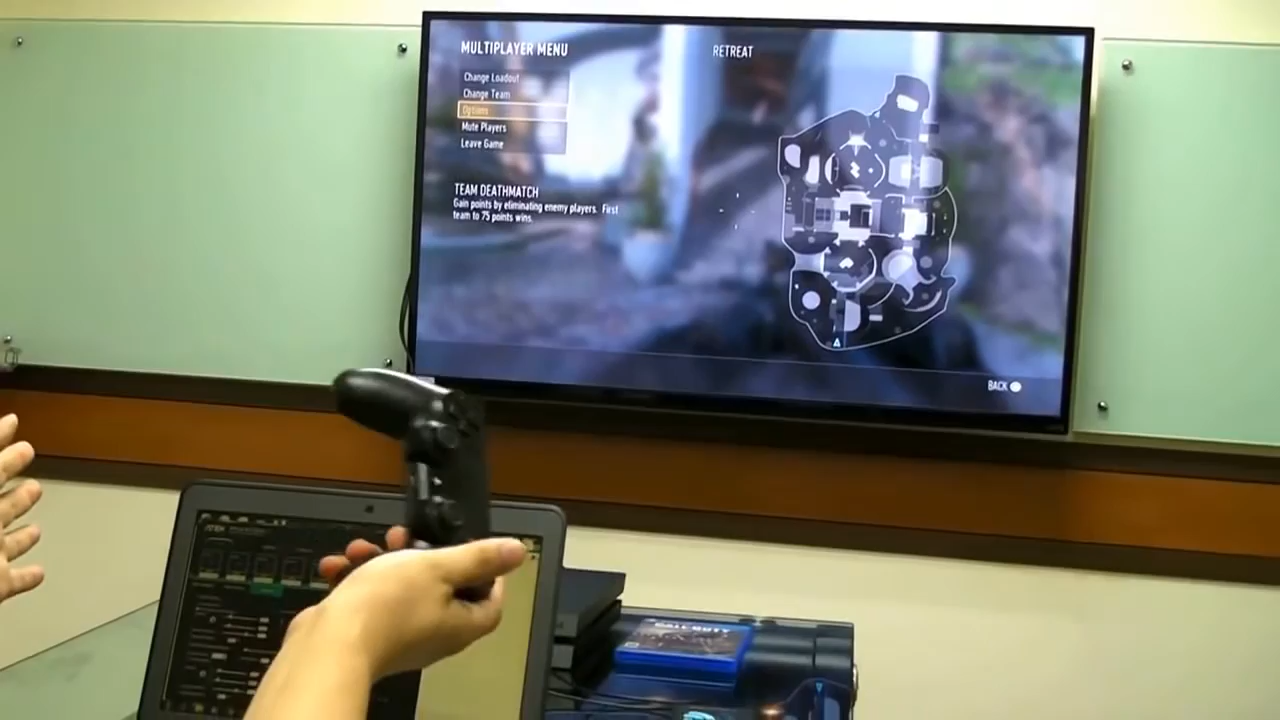 MULTIPLAYER MENU
RETREAT
Change Loadout
Change Team
Options
Mute Players
Leave Game
TEAM DEATHMATCH
Gain points by eliminating enemy players. First
team to 75 points wins.
BACK
CALL OF DUTY